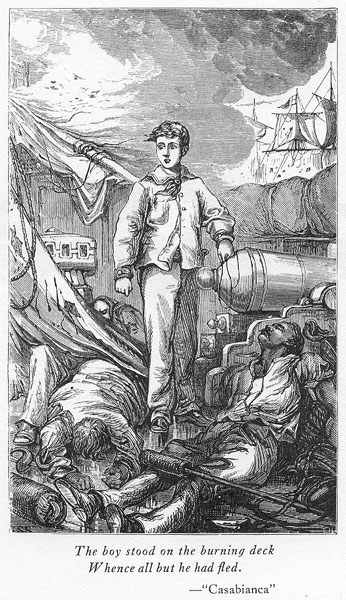 The boy stood on the burning deck
Whence all but he had fled.
—“Casabianca”